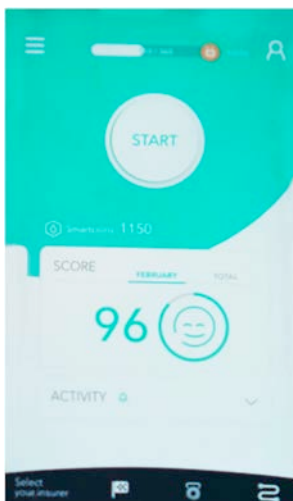 START
1150
SCORE
FEBRUARY
TOTAL
96
ACTIVITY
Select
your insurer